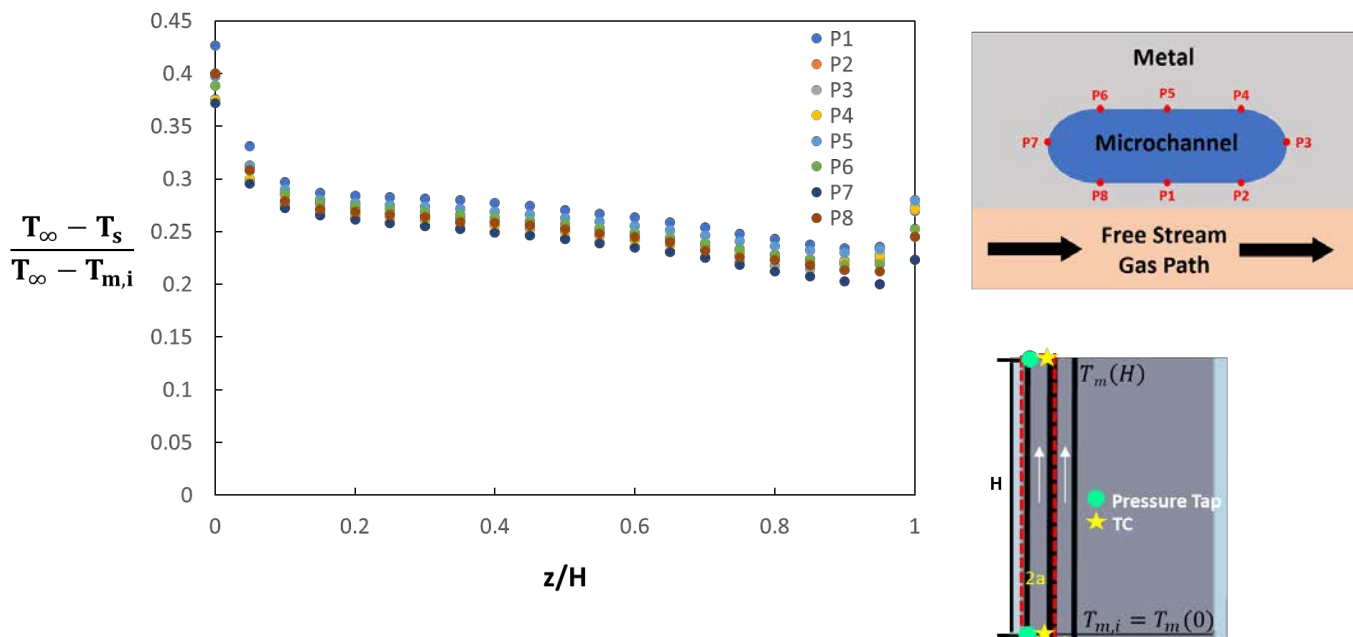 0.45
0.4
0.35
0.3
0.25
0.2
0.15
0.1
0.05
0
T∞ − Ts
T∞ − Tm,i
0 0.2 0.4 0.6 0.8 1
z/H
P1
P2
P3
P4
P5
P6
P7
P8
Metal
P6 P5 P4
P7 Microchannel P3
P8 P1 P2
Free Stream
Gas Path
Tm(H)
H
Pressure Tap
TC
2a
Tm,i = Tm(0)